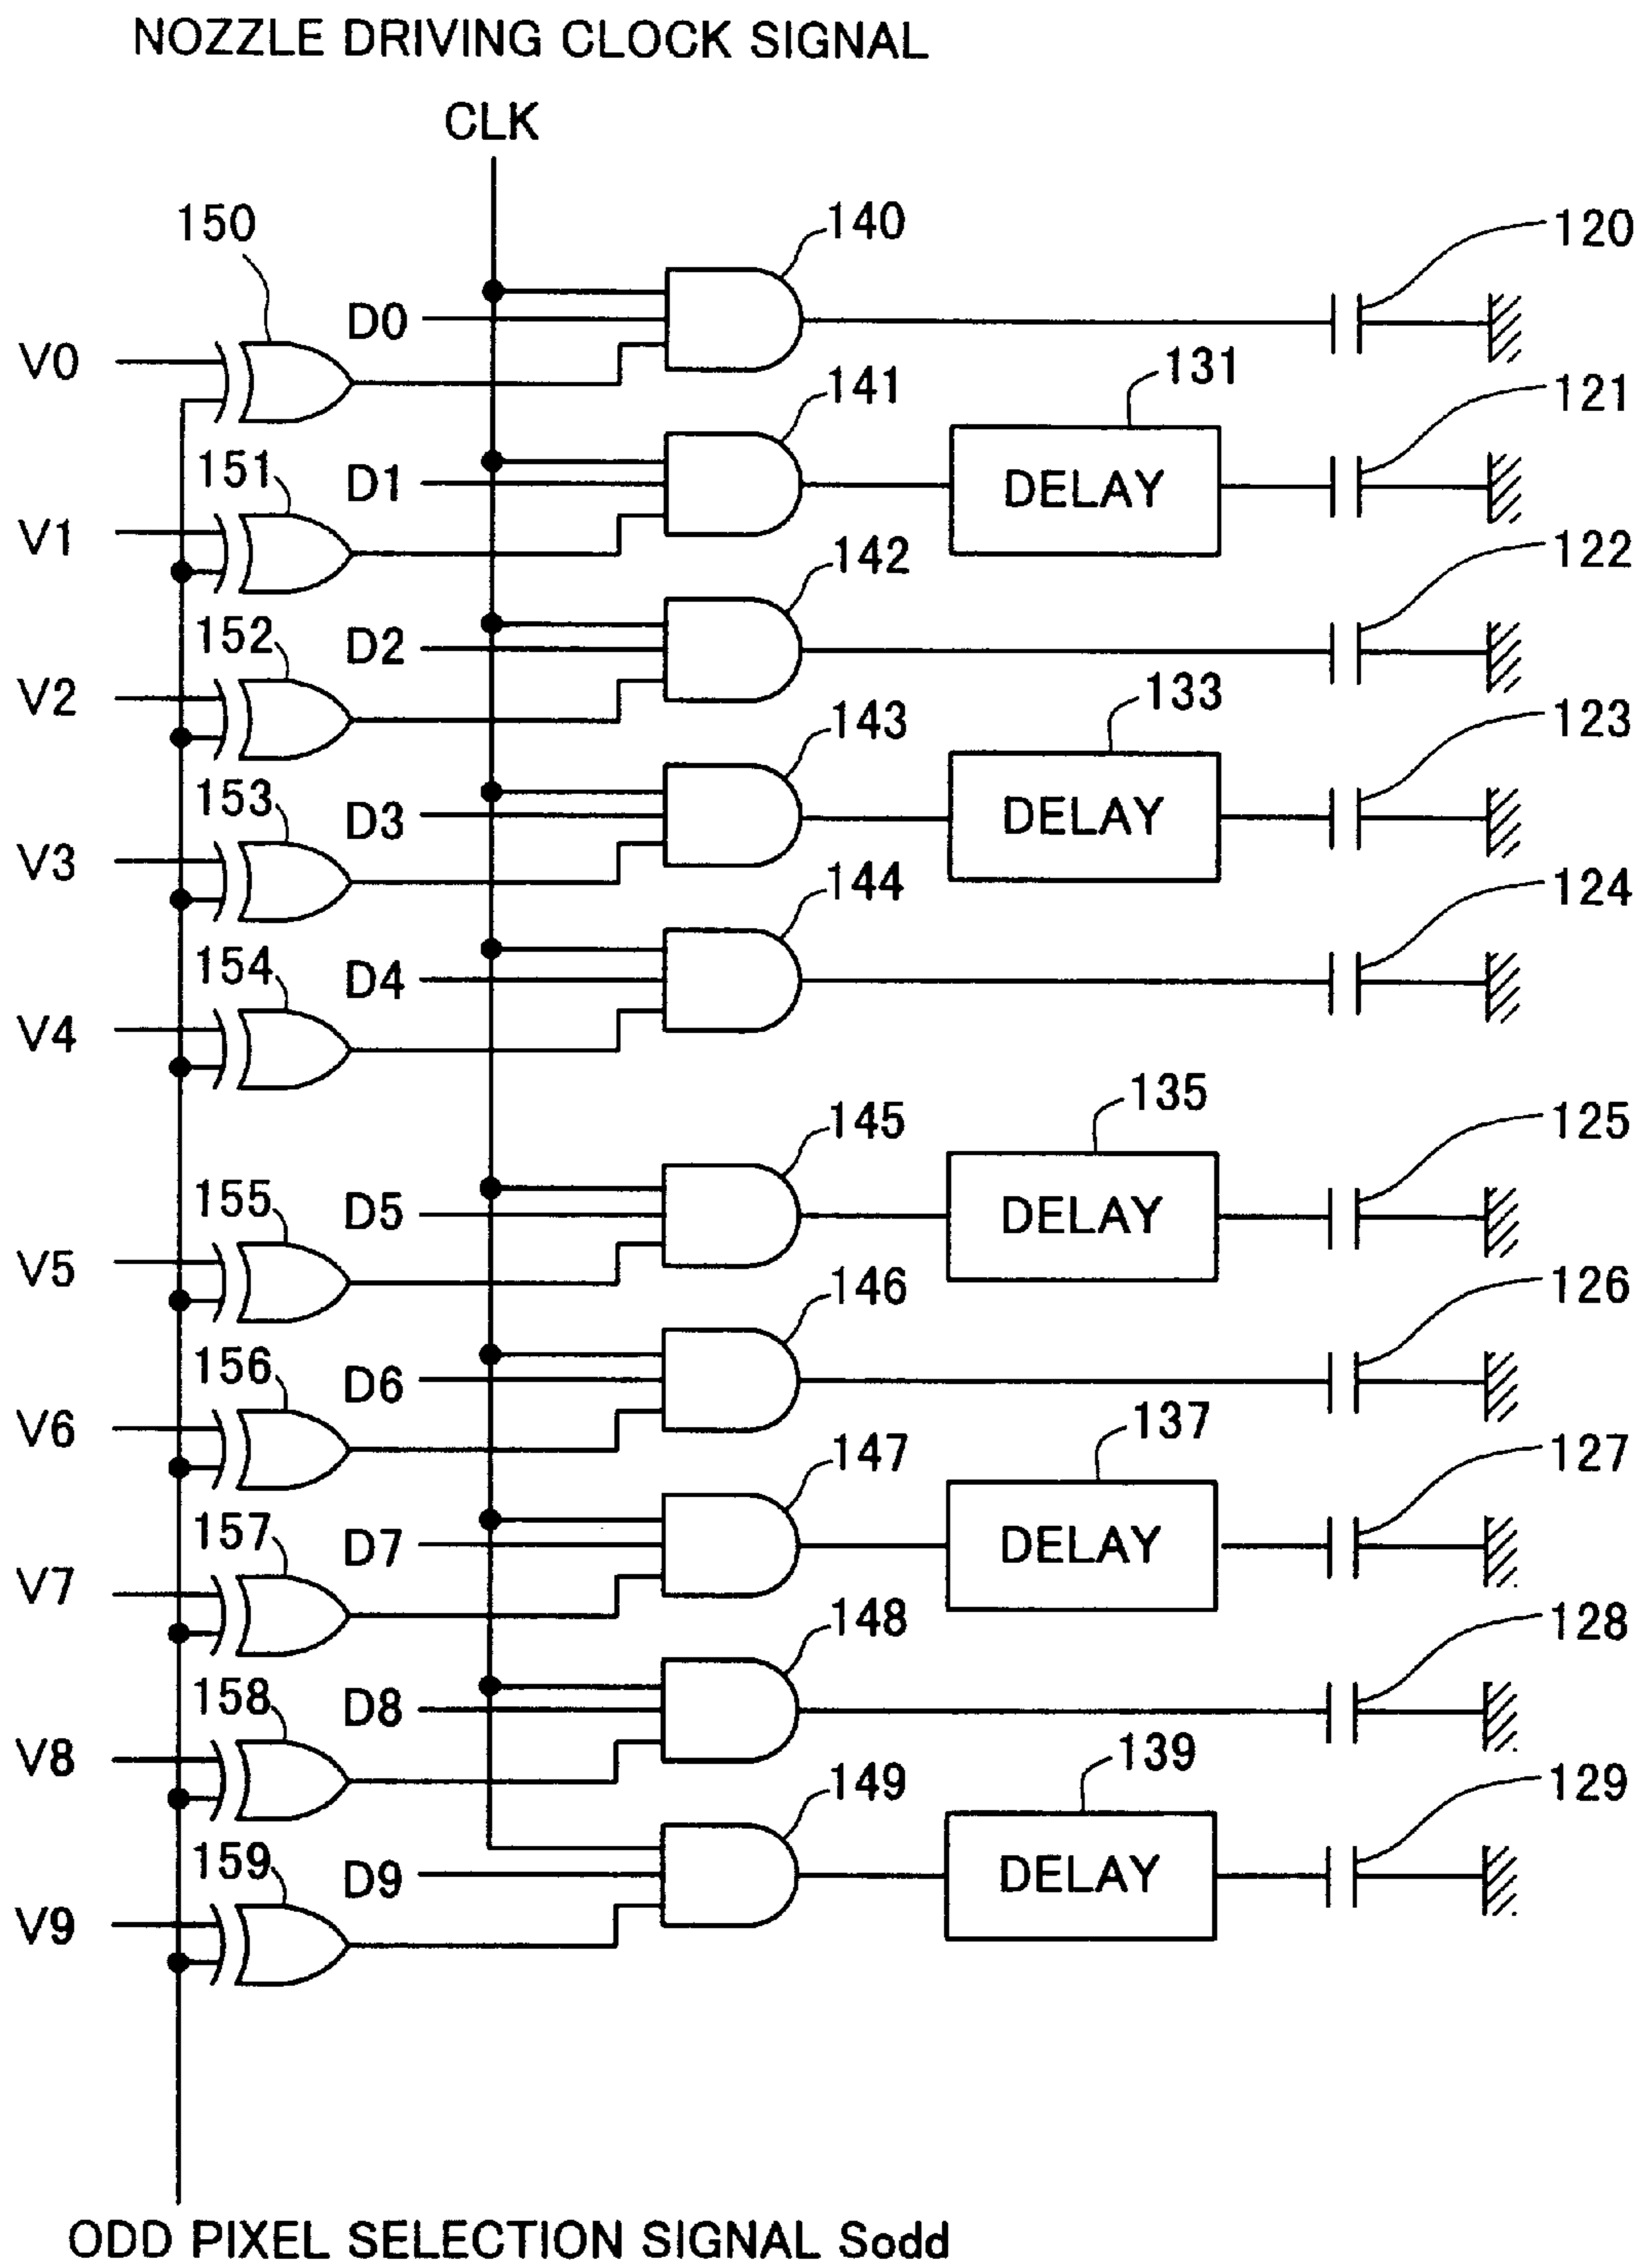 NOZZLE DRIVING CLOCK SIGNAL
CLK
150
140
120
D0
V0
141
131
121
151
D1
DELAY
V1
142
122
152
D2
V2
143
133
123
153
D3
DELAY
V3
144
124
154
D4
V4
145
135
125
155
D5
DELAY
V5
146
126
156
D6
V6
147
137
127
157
D7
DELAY
V7
148
128
158
D8
V8
149
139
129
159
D9
DELAY
V9
ODD PIXEL SELECTION SIGNAL Sodd